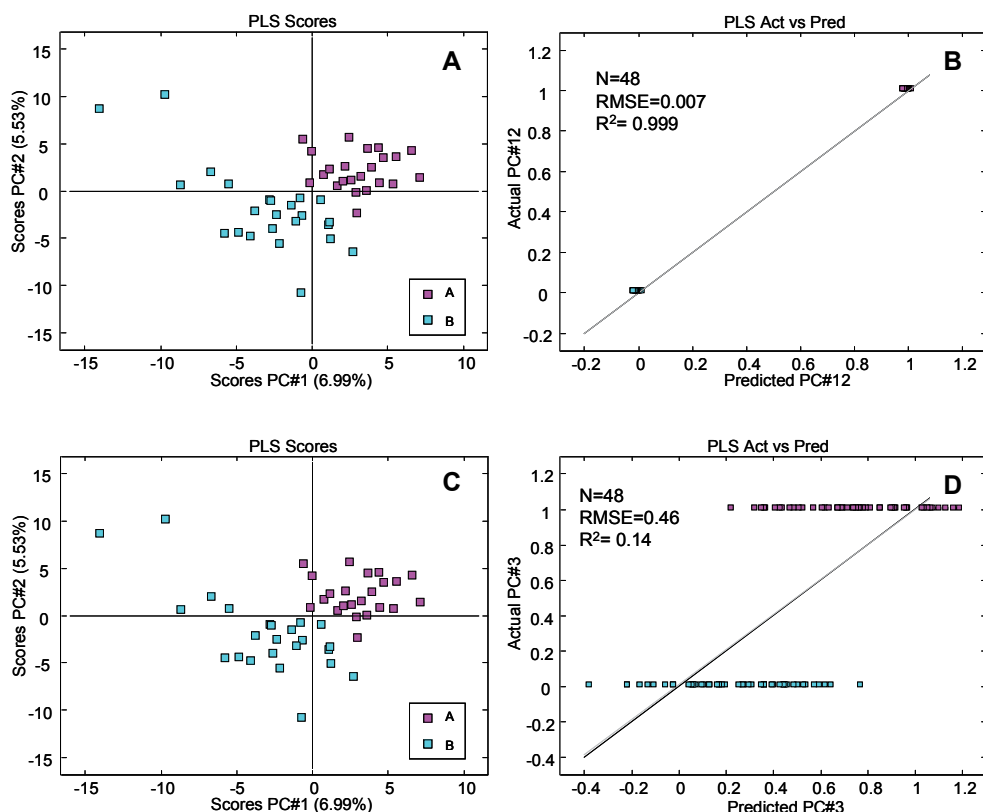 PLS Scores
A
15
10
5
0
-5
-10
-15
Scores PC#2 (5.53%)
A
B
-15
-10
-5
0
5
10
Scores PC#1 (6.99%)
PLS Act vs Pred
B
N=48
RMSE=0.007
R²= 0.999
1.2
1
0.8
0.6
0.4
0.2
0
-0.2
Actual PC#12
-0.2
0
0.2
0.4
0.6
0.8
1
1.2
Predicted PC#12
PLS Scores
C
15
10
5
0
-5
-10
-15
Scores PC#2 (5.53%)
A
B
-15
-10
-5
0
5
10
Scores PC#1 (6.99%)
PLS Act vs Pred
D
N=48
RMSE=0.46
R²= 0.14
1.2
1
0.8
0.6
0.4
0.2
0
-0.2
-0.4
Actual PC#3
-0.4
-0.2
0
0.2
0.4
0.6
0.8
1
1.2
Predicted PC#3